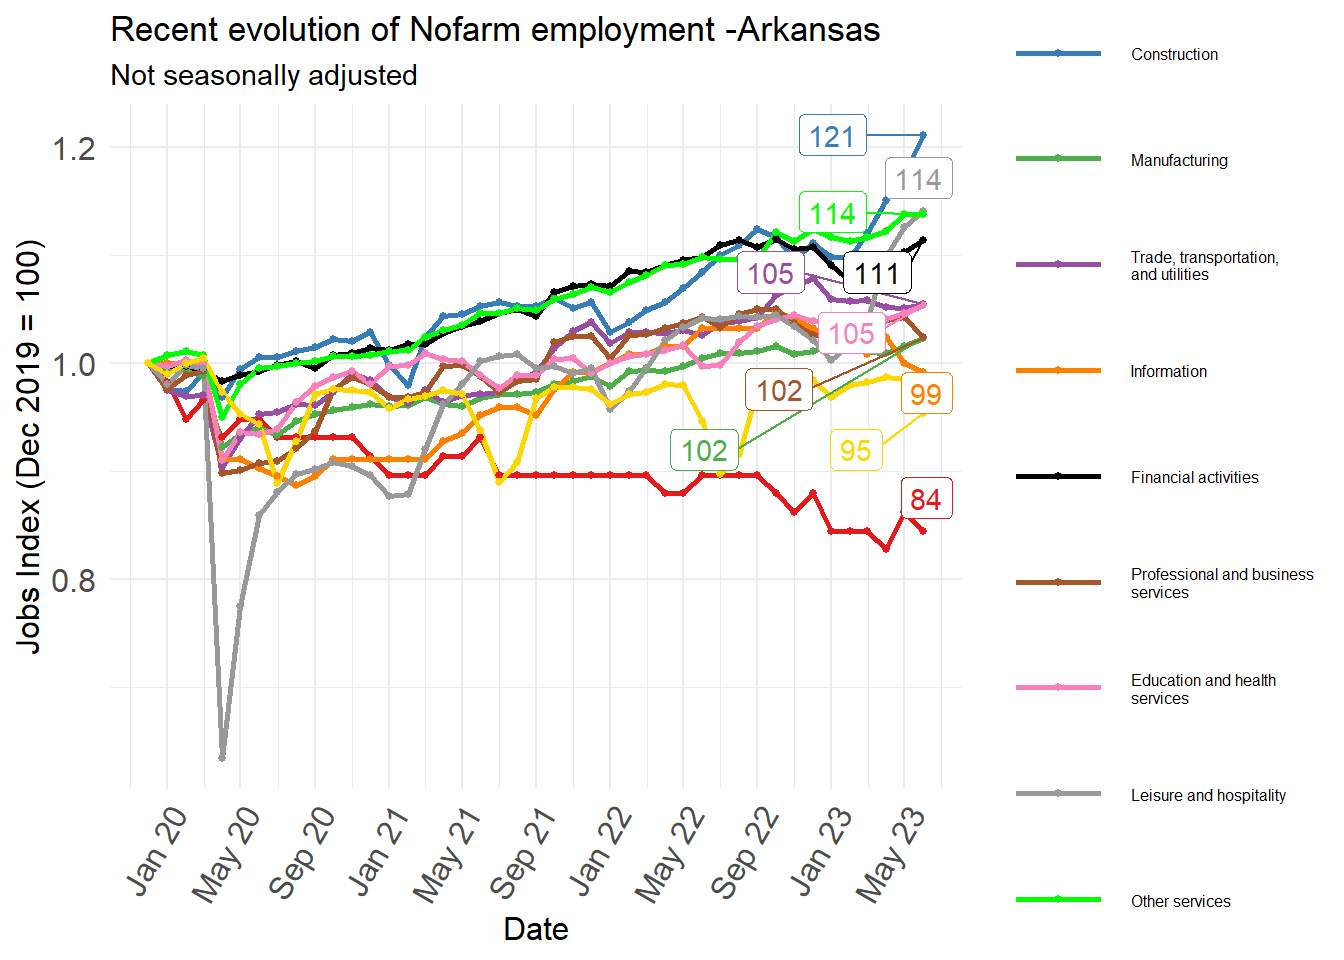 Recent evolution of Nofarm employment -Arkansas
Not seasonally adjusted
Jobs Index (Dec 2019 = 100)
1.2
1.0
0.8
121
114
114
105
111
105
102
99
102
95
84
Jan 20
May 20
Sep 20
Jan 21
May 21
Sep 21
Jan 22
May 22
Sep 22
Jan 23
May 23
Date
Construction
Manufacturing
Trade, transportation,
and utilities
Information
Financial activities
Professional and business
services
Education and health
services
Leisure and hospitality
Other services